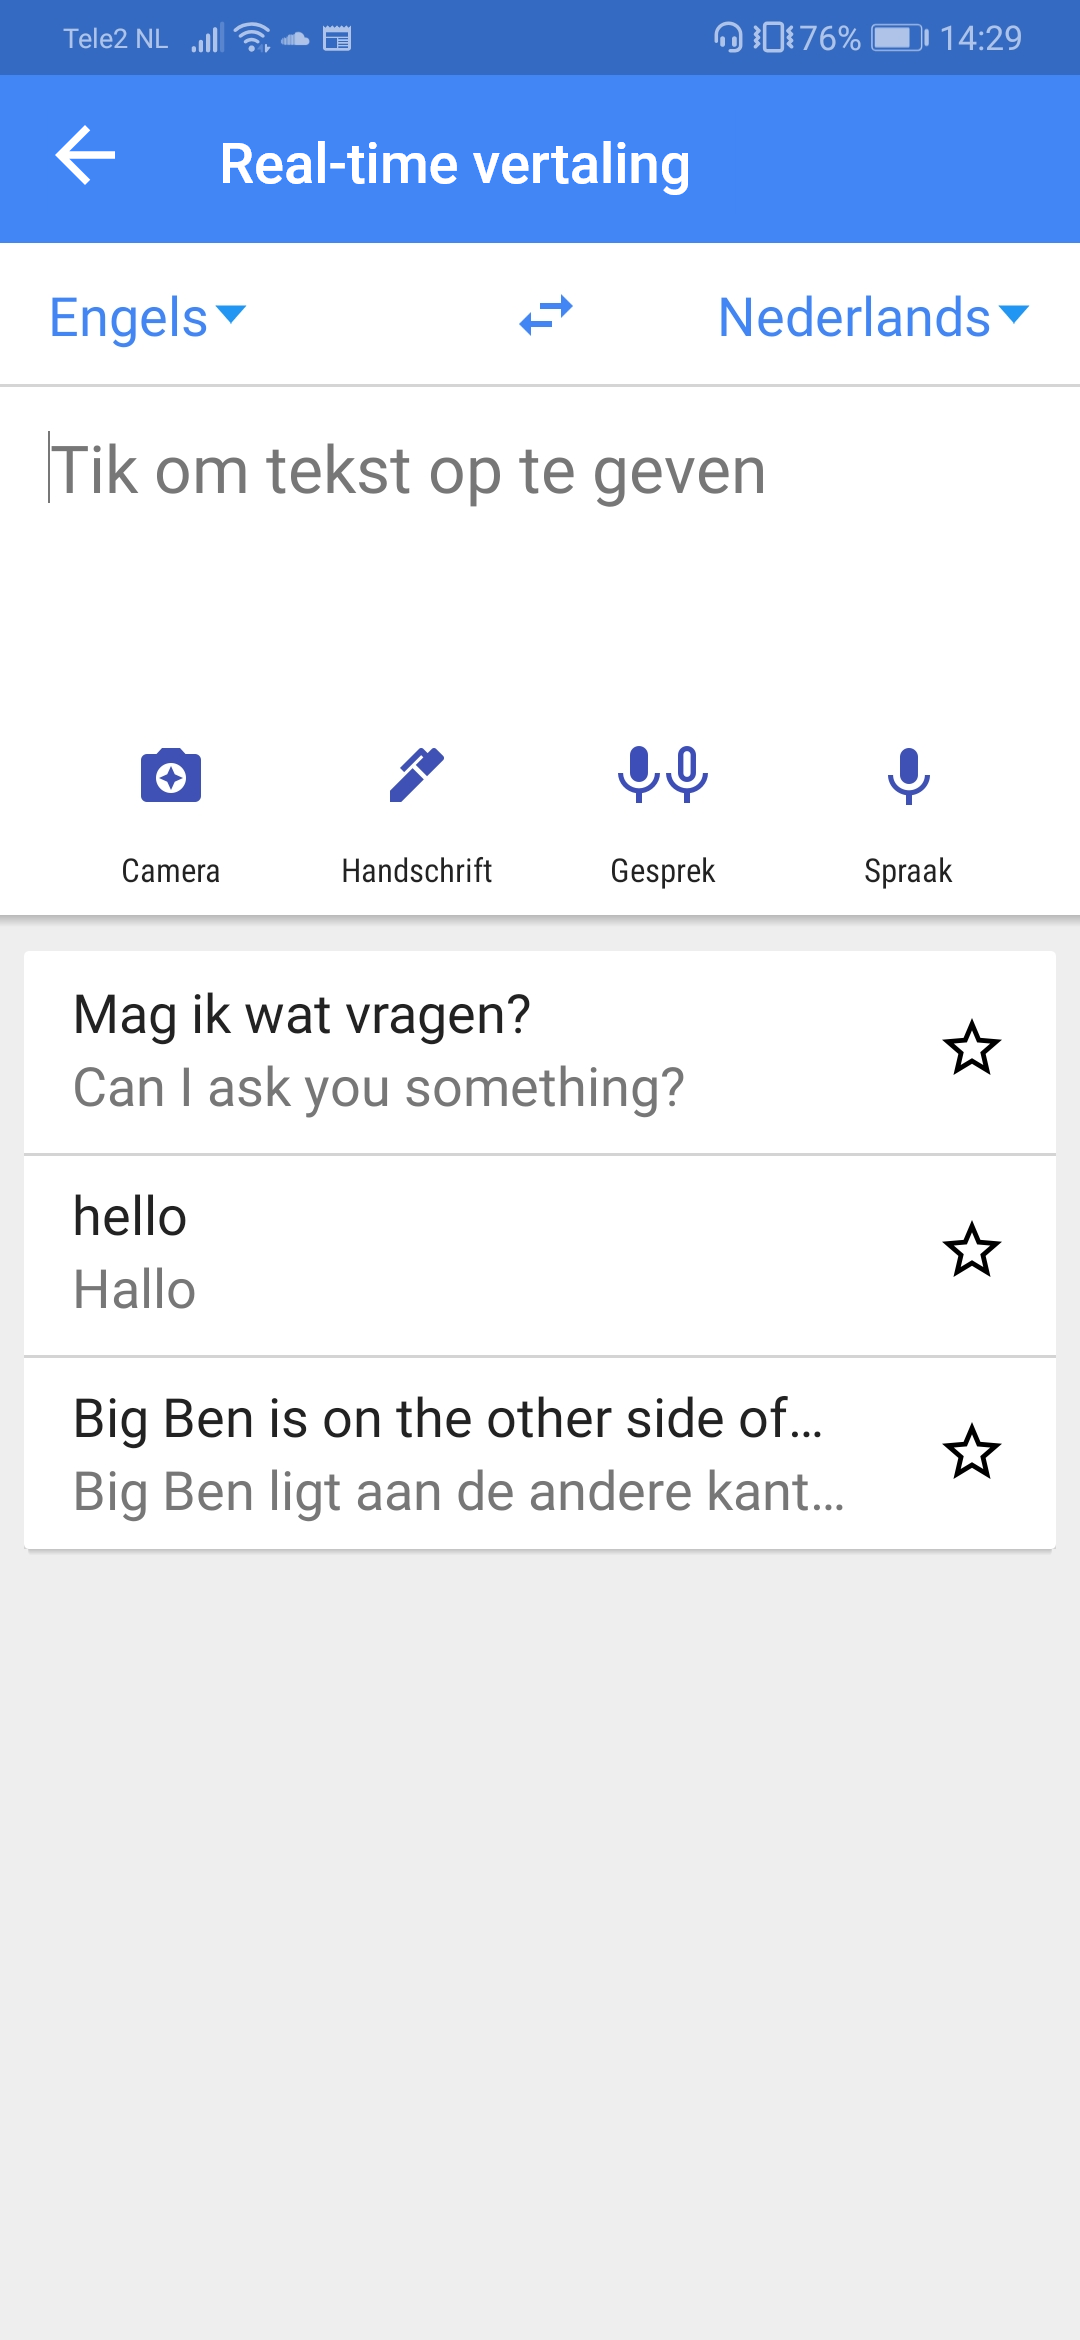 Tele2 NL 76% 14:29
Real-time vertaling
Engels Nederlands
Tik om tekst op te geven
Camera Handschrift Gesprek Spraak
Mag ik wat vragen?
Can I ask you something?
hello
Hallo
Big Ben is on the other side of...
Big Ben ligt aan de andere kant...